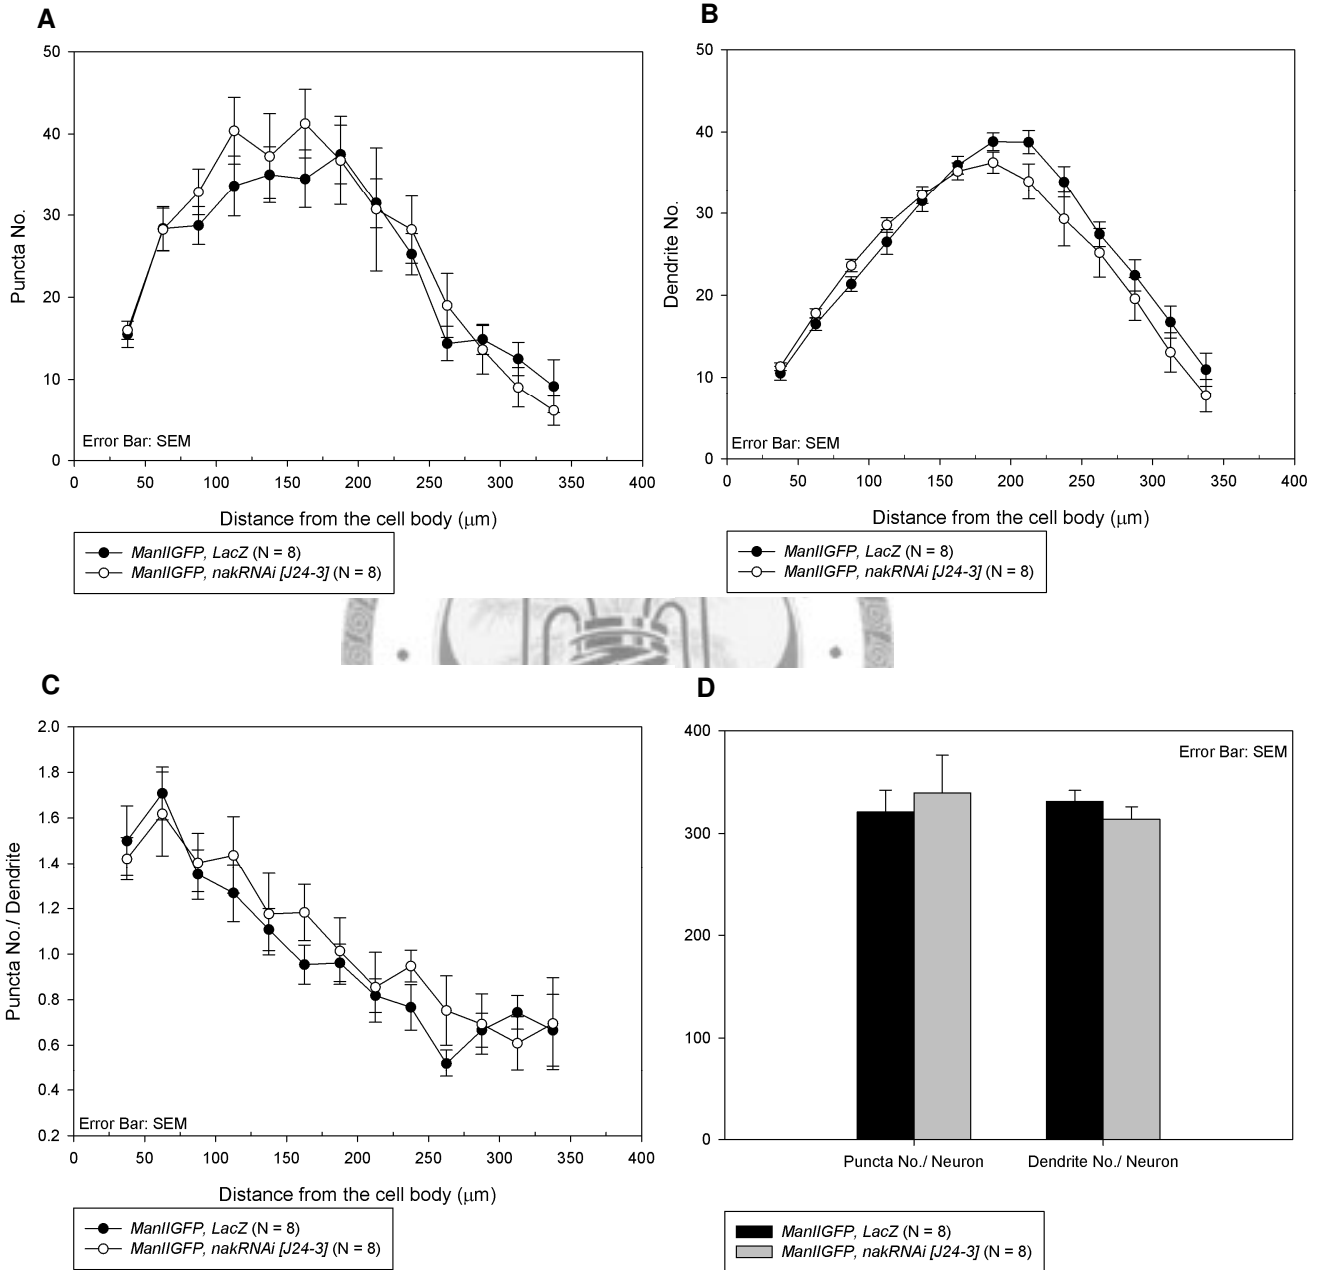 A
50
40
30
20
10
0
Puncta No.
Error Bar: SEM
0 50 100 150 200 250 300 350 400
Distance from the cell body (µm)
ManIIGFP, LacZ (N = 8)
ManIIGFP, nakRNAi [J24-3] (N = 8)
B
50
40
30
20
10
0
Dendrite No.
Error Bar: SEM
0 50 100 150 200 250 300 350 400
Distance from the cell body (µm)
ManIIGFP, LacZ (N = 8)
ManIIGFP, nakRNAi [J24-3] (N = 8)
C
2.0
1.8
1.6
1.4
1.2
1.0
0.8
0.6
0.4
0.2
Puncta No./ Dendrite
Error Bar: SEM
0 50 100 150 200 250 300 350 400
Distance from the cell body (µm)
ManIIGFP, LacZ (N = 8)
ManIIGFP, nakRNAi [J24-3] (N = 8)
D
400
300
200
100
0
Error Bar: SEM
Puncta No./ Neuron Dendrite No./ Neuron
ManIIGFP, LacZ (N = 8)
ManIIGFP, nakRNAi [J24-3] (N = 8)